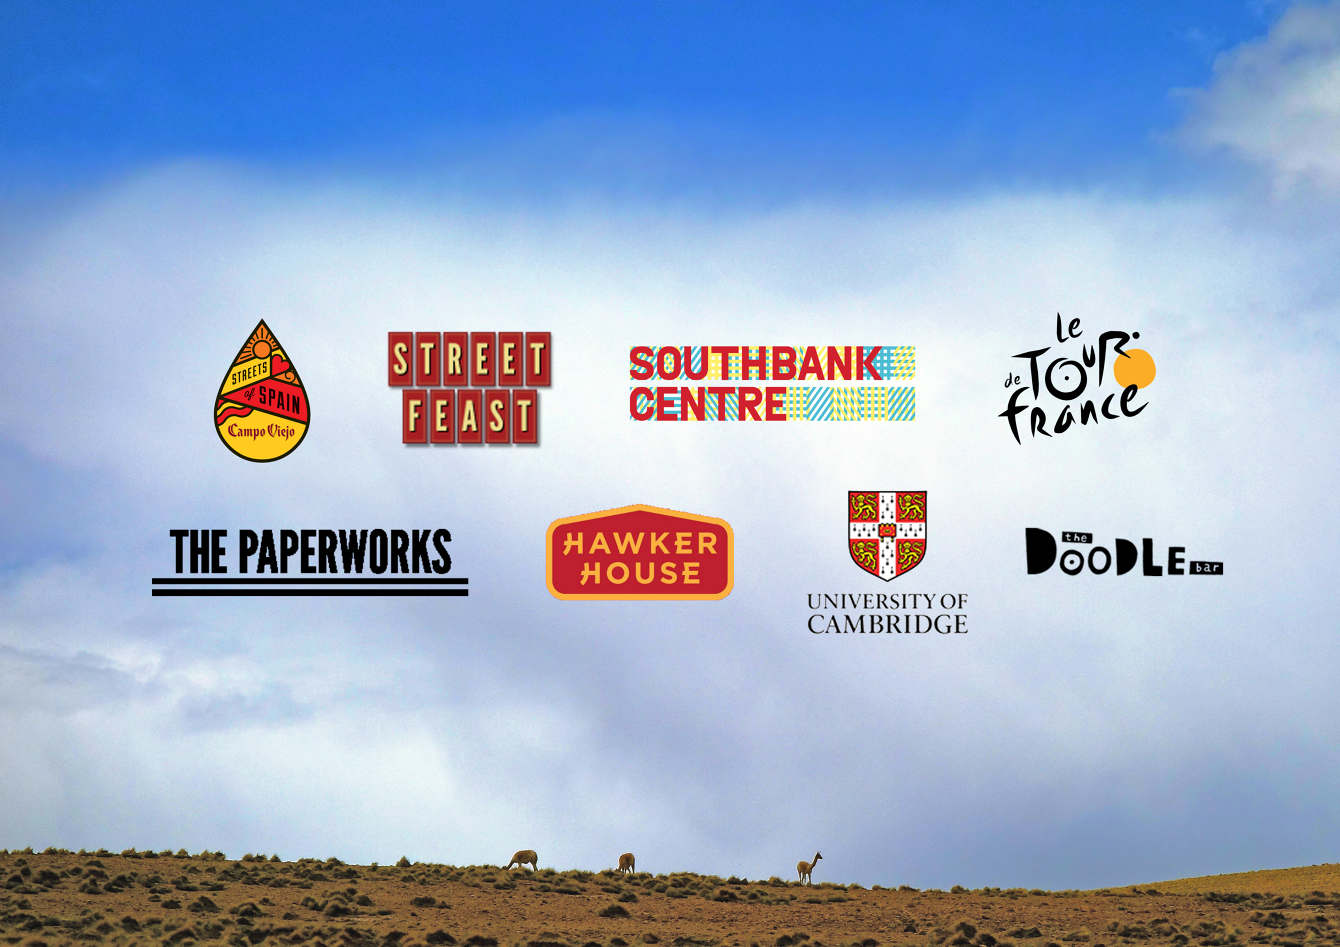 STREETS
of SPAIN
Campo Viejo
STREET
FEAST
SOUTHBANK
CENTRE
Le
de TOUR
france
THE PAPERWORKS
HAWKER
HOUSE
UNIVERSITY OF
CAMBRIDGE
the
DOODLE bar